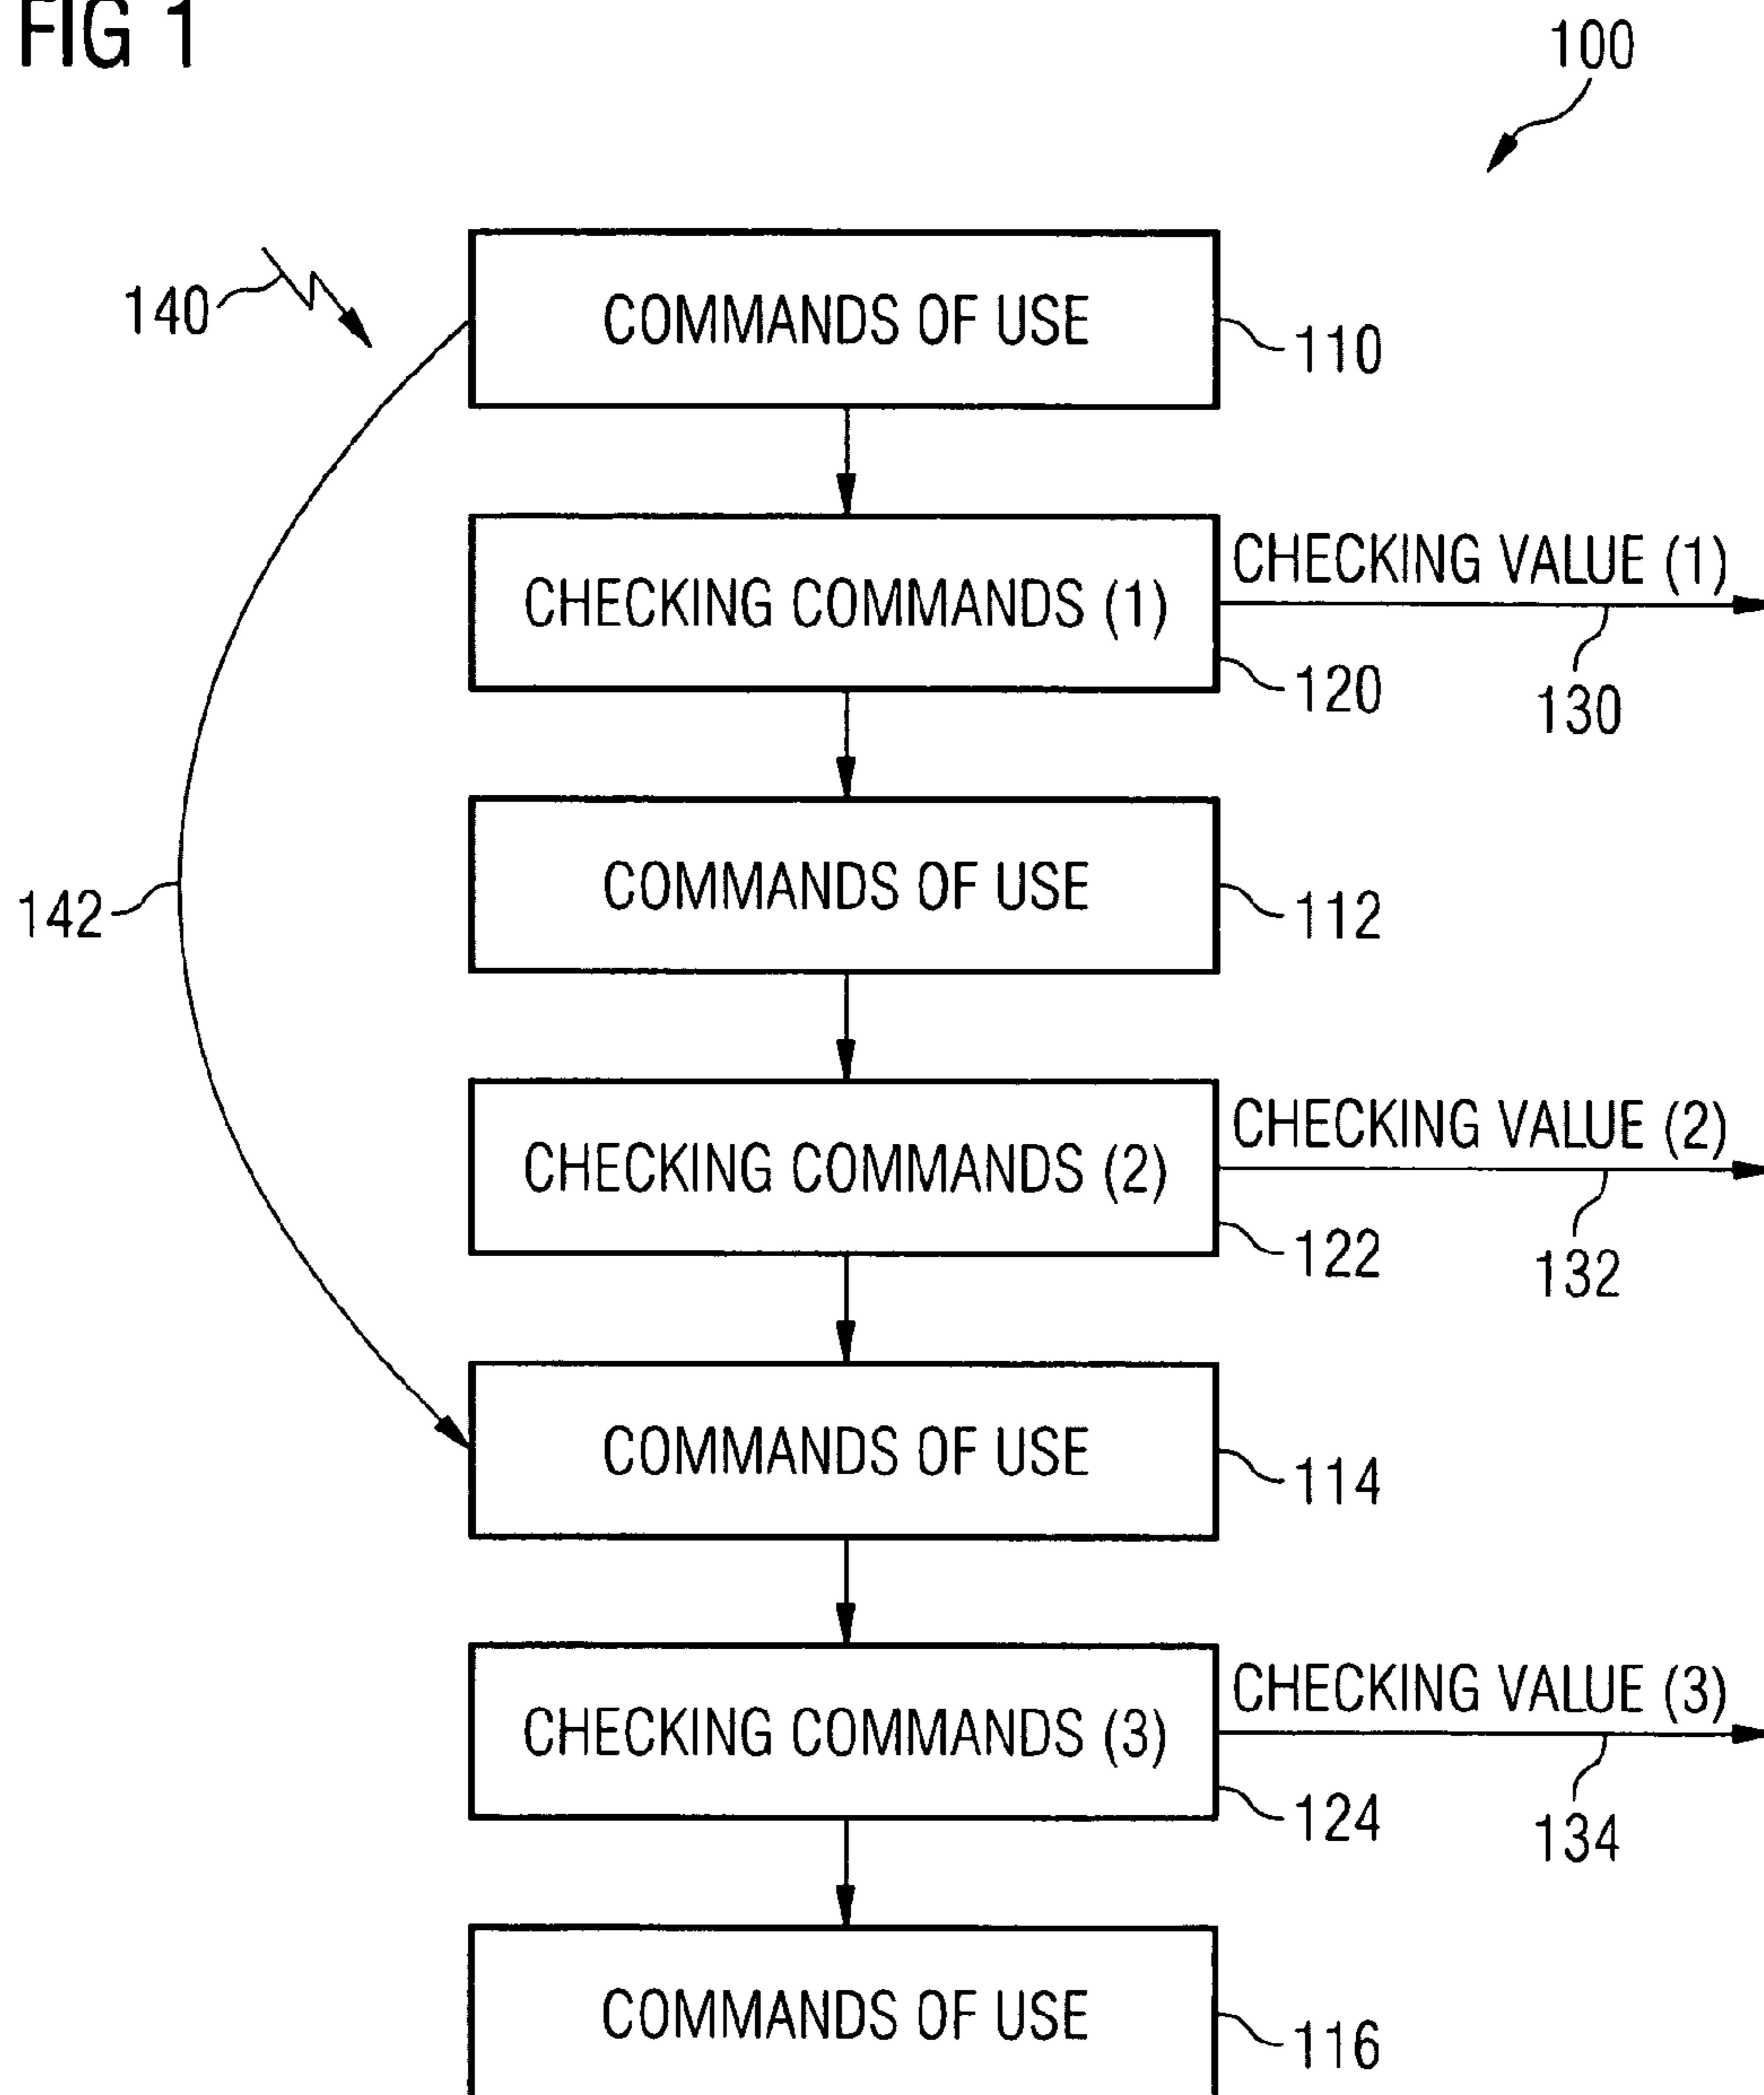 FIG 1
100
140
COMMANDS OF USE
110
CHECKING COMMANDS (1)
CHECKING VALUE (1)
120
130
COMMANDS OF USE
142
112
CHECKING COMMANDS (2)
CHECKING VALUE (2)
122
132
COMMANDS OF USE
114
CHECKING COMMANDS (3)
CHECKING VALUE (3)
124
134
COMMANDS OF USE
116